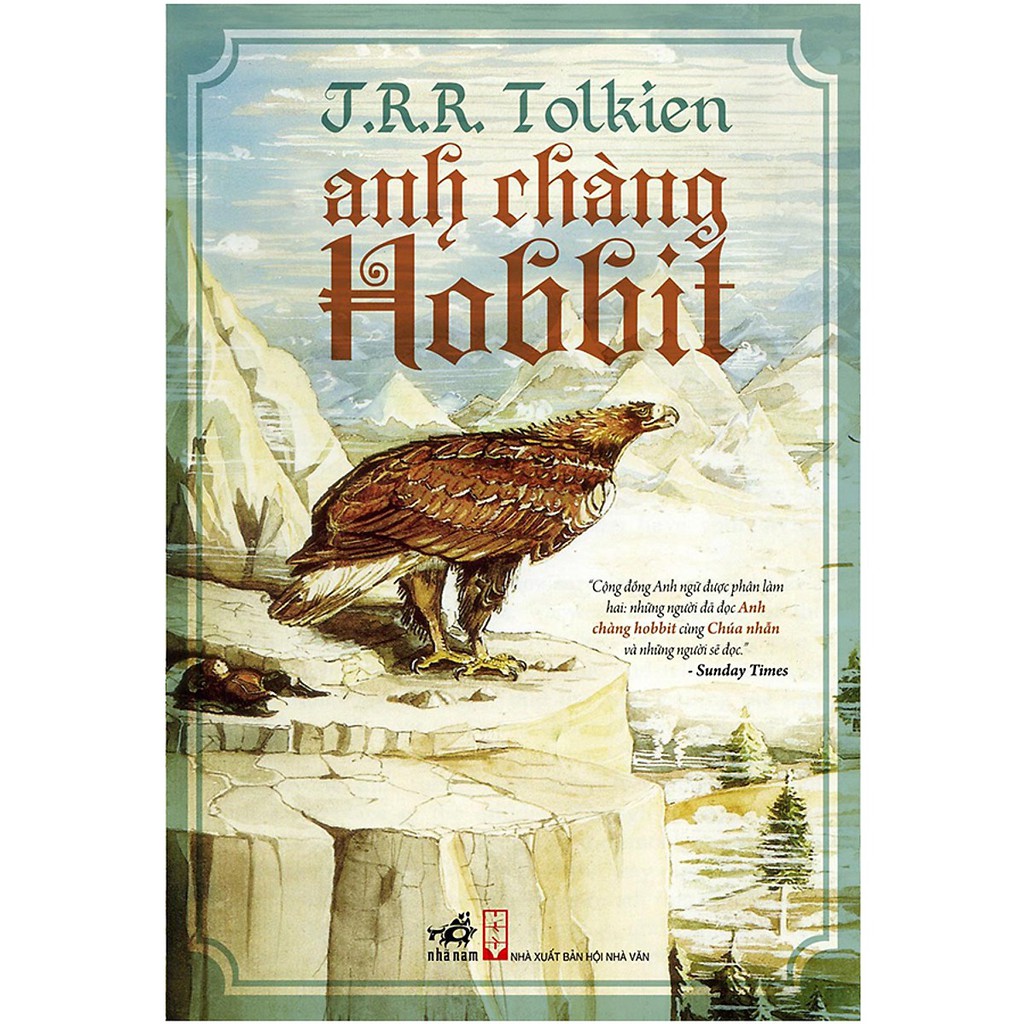 J.R.R. Tolkien
anh chàng
Hobbit
“Cộng đồng Anh ngữ được phân làm
hai: những người đã đọc Anh
chàng hobbit cùng Chúa nhẫn
và những người sẽ đọc.”
- Sunday Times
nhã nam
NHÀ XUẤT BẢN HỘI NHÀ VĂN